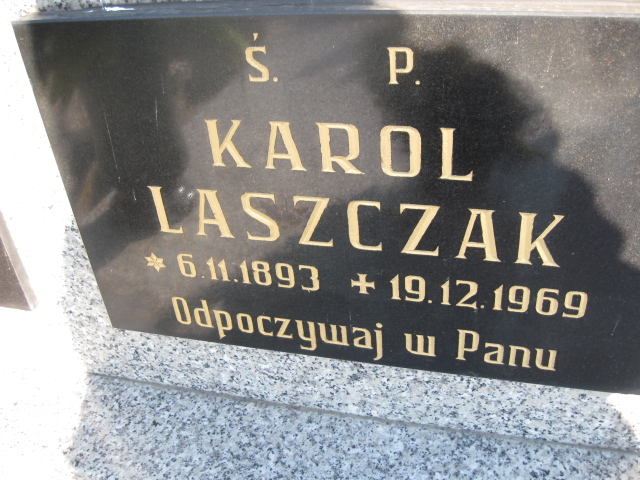 Ś. P.
KAROL
LASZCZAK
* 6.11.1893 + 19.12.1969
Odpoczywaj w Panu